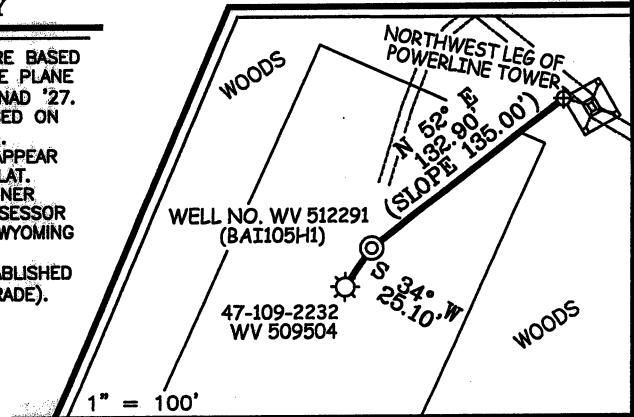 Y
RE BASED
E PLANE
NAD '27.
ED ON
APPEAR
LAT.
NER
SESSOR
WYOMING
ABLISHED
RADE).
WOODS
NORTHWEST LEG OF
POWERLINE TOWER
N 52° E
132.90'
(SLOPE 135.00')
WELL NO. WV 512291
(BAI105H1)
S 34° W
25.10'
47-109-2232
WV 509504
WOODS
1" = 100'